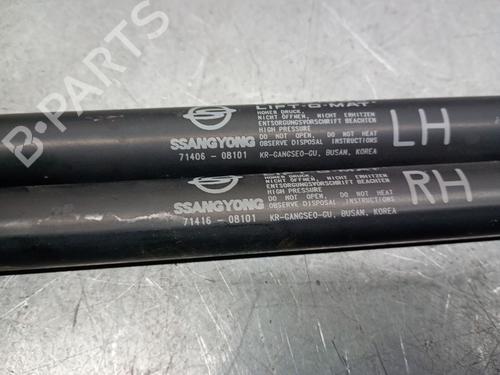 B-PARTS
LIFT-O-MAT
HOHER DRUCK,
NICHT ÖFFNEN, NICHT ERHITZEN
ENTSORGUNGSVORSCHRIFT BEACHTEN
HIGH PRESSURE
DO NOT OPEN, DO NOT HEAT
OBSERVE DISPOSAL INSTRUCTIONS
SSANGYONG
71406 - 08101 KR-GANGSEO-GU, BUSAN, KOREA
LH
NICHT ÖFFNEN, NICHT ERHITZEN
ENTSORGUNGSVORSCHRIFT BEACHTEN
HIGH PRESSURE
DO NOT OPEN, DO NOT HEAT
OBSERVE DISPOSAL INSTRUCTIONS
SSANGYONG
71416 - 08101 KR-GANGSEO-GU, BUSAN, KOREA
RH